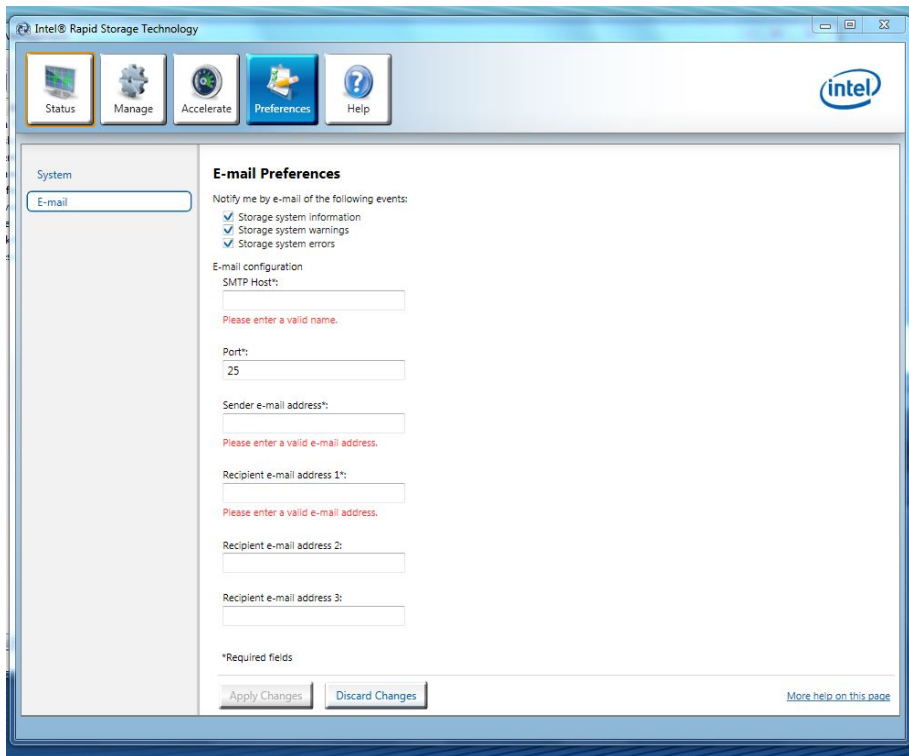 Intel® Rapid Storage Technology
Status
Manage
Accelerate
Preferences
Help
intel
System
E-mail
E-mail Preferences
Notify me by e-mail of the following events:
Storage system information
Storage system warnings
Storage system errors
E-mail configuration
SMTP Host*:
Please enter a valid name.
Port*:
25
Sender e-mail address*:
Please enter a valid e-mail address.
Recipient e-mail address 1*:
Please enter a valid e-mail address.
Recipient e-mail address 2:
Recipient e-mail address 3:
*Required fields
Apply Changes
Discard Changes
More help on this page